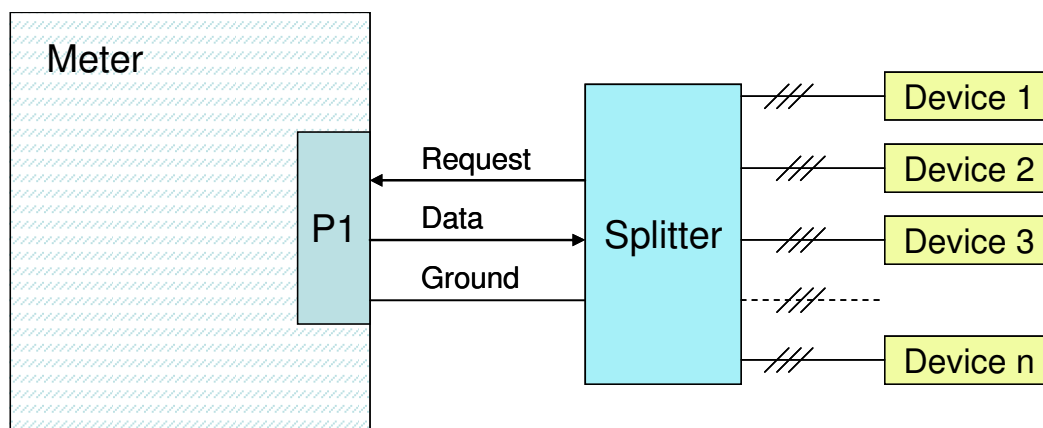 Meter
P1
Request
Data
Ground
Splitter
Device 1
Device 2
Device 3
Device n